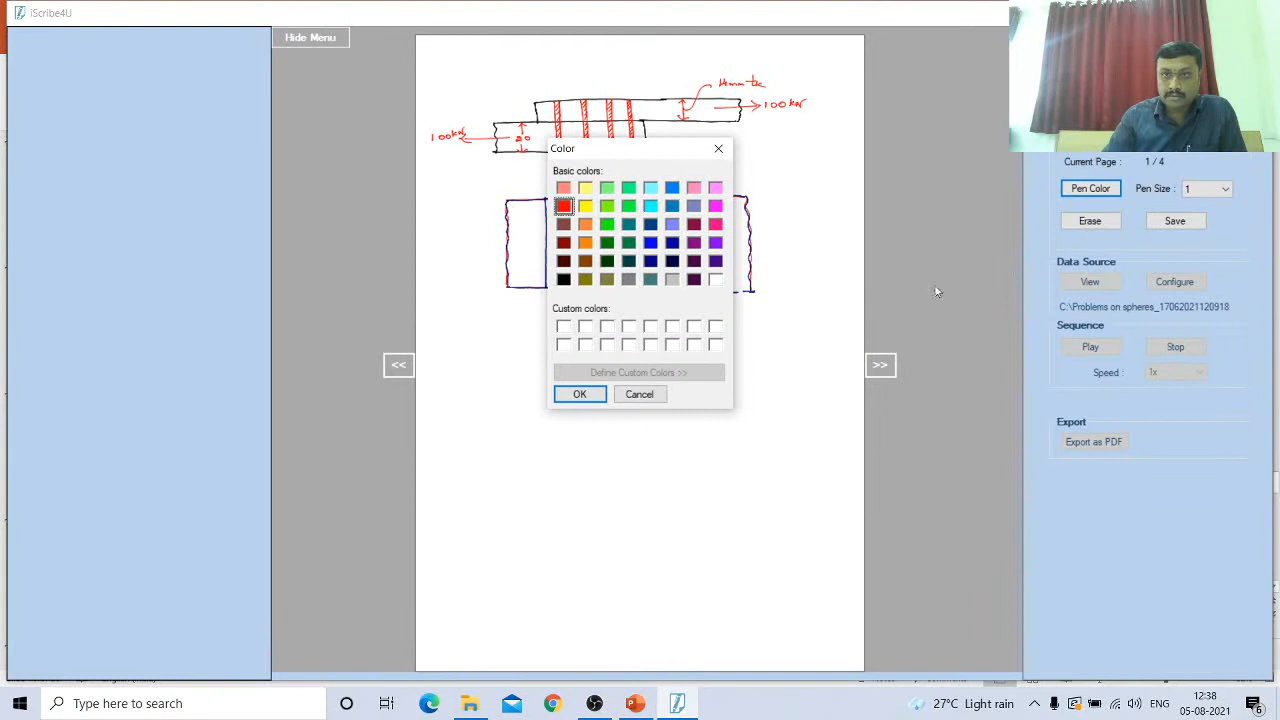 iScribe4U
Hide Menu
100kN
100kN
20
Color
Basic colors:
Custom colors:
Define Custom Colors >>
OK
Cancel
<<
>>
Current Page :
1 / 4
Pen Color
Pen Size :
1
Erase
Save
Data Source
View
Configure
C:\Problems on spheres_17062021120918
Sequence
Play
Stop
Speed :
1x
Export
Export as PDF
Type here to search
27°C Light rain
ENG
12:38
05-08-2021
6